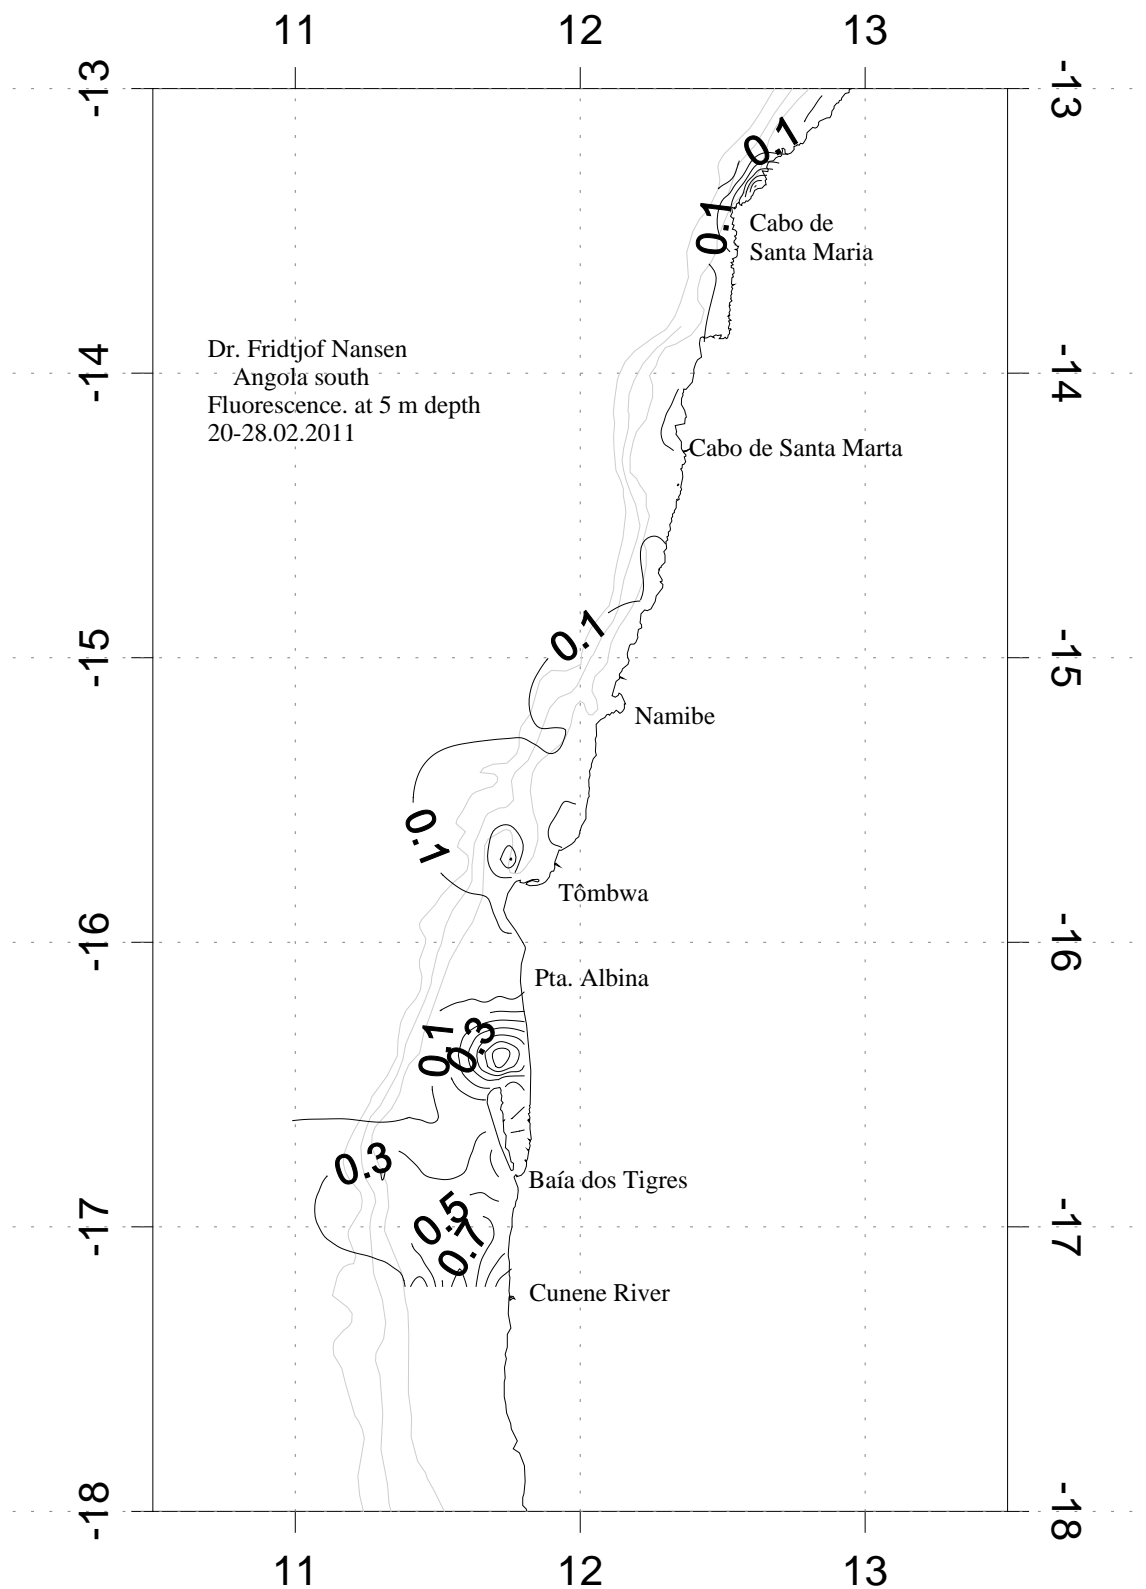 11 12 13
-13 -13
0.1
0.1
Cabo de
Santa Maria
Dr. Fridtjof Nansen
Angola south
Fluorescence. at 5 m depth
20-28.02.2011
-14 -14
Cabo de Santa Marta
0.1
-15 -15
Namibe
0.1
Tômbwa
-16 -16
Pta. Albina
0.1 0.3
0.3
Baía dos Tigres
0.5
-17 -17
0.7
Cunene River
-18 -18
11 12 13